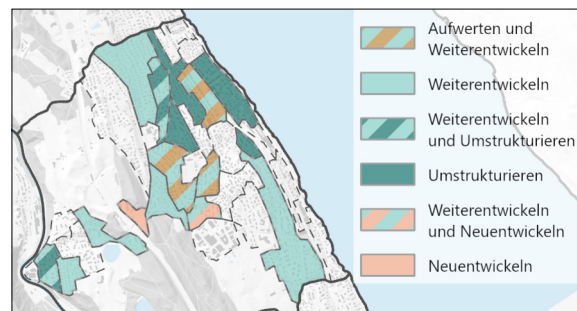 Aufwerten und
Weiterentwickeln
Weiterentwickeln
Weiterentwickeln
und Umstrukturieren
Umstrukturieren
Weiterentwickeln
und Neuentwickeln
Neuentwickeln